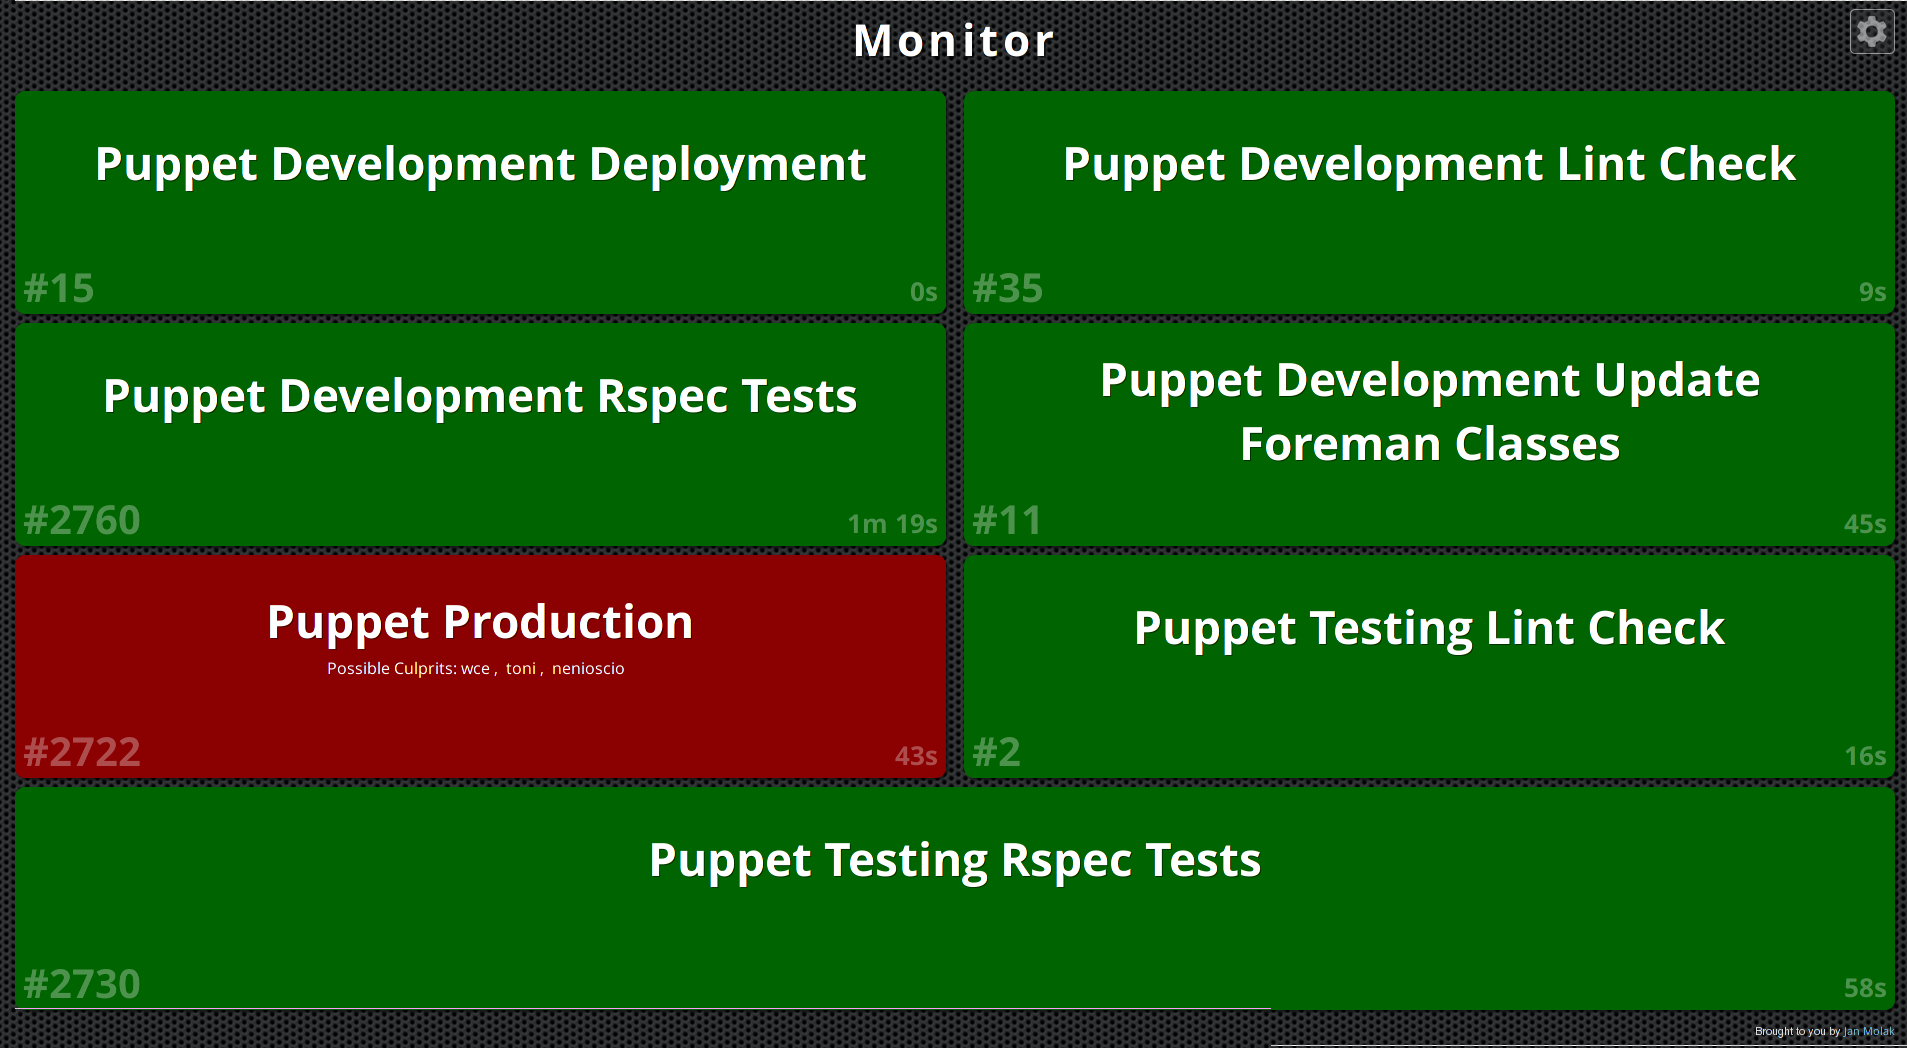 Monitor
Puppet Development Deployment
#15
0s
Puppet Development Lint Check
#35
9s
Puppet Development Rspec Tests
#2760
1m 19s
Puppet Development Update
Foreman Classes
#11
45s
Puppet Production
Possible Culprits: wce , toni , nenioscio
#2722
43s
Puppet Testing Lint Check
#2
16s
Puppet Testing Rspec Tests
#2730
58s
Brought to you by Jan Molak